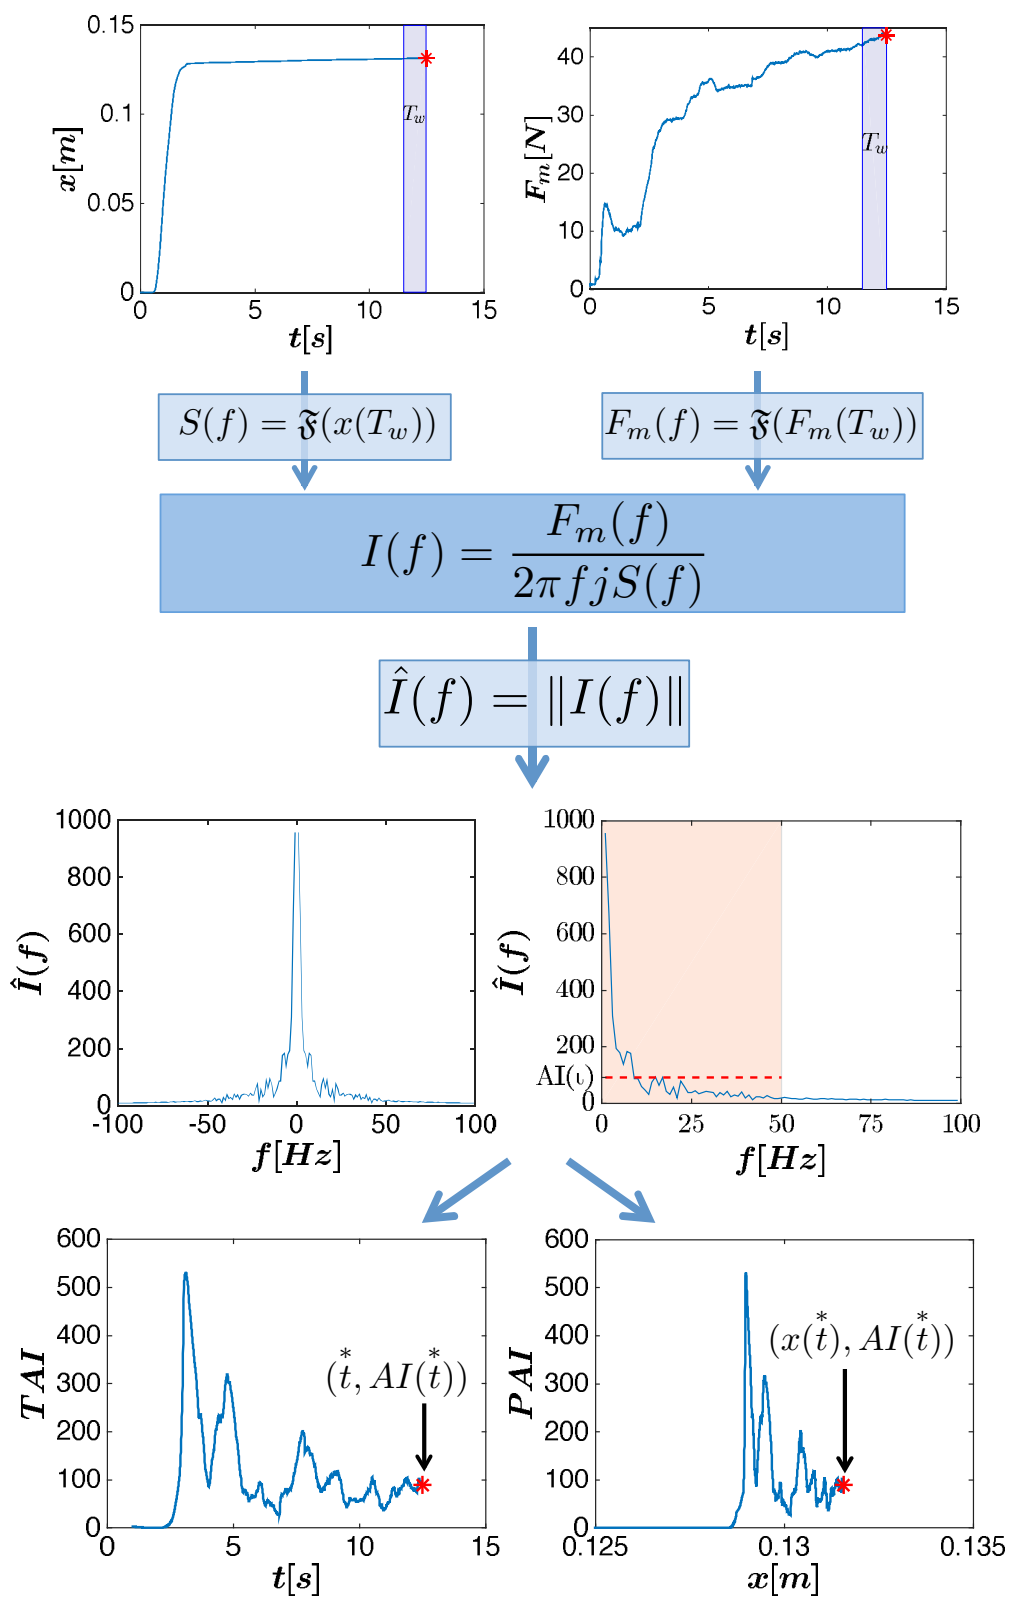 0.15
0.1
0.05
0
x[m]
T_w
0 5 10 15
t[s]
40
30
20
10
0
F_m[N]
T_w
0 5 10 15
t[s]
S(f) = 𝔉(x(T_w))
F_m(f) = 𝔉(F_m(T_w))
I(f) = F_m(f) / 2πfjS(f)
Î(f) = ‖I(f)‖
1000
800
600
400
200
0
Î(f)
-100 -50 0 50 100
f[Hz]
1000
800
600
400
200
AI(ι)
0
Î(f)
0 25 50 75 100
f[Hz]
600
500
400
300
200
100
0
TAI
(t*, AI(t*))
0 5 10 15
t[s]
600
500
400
300
200
100
0
PAI
(x(t*), AI(t*))
0.125 0.13 0.135
x[m]